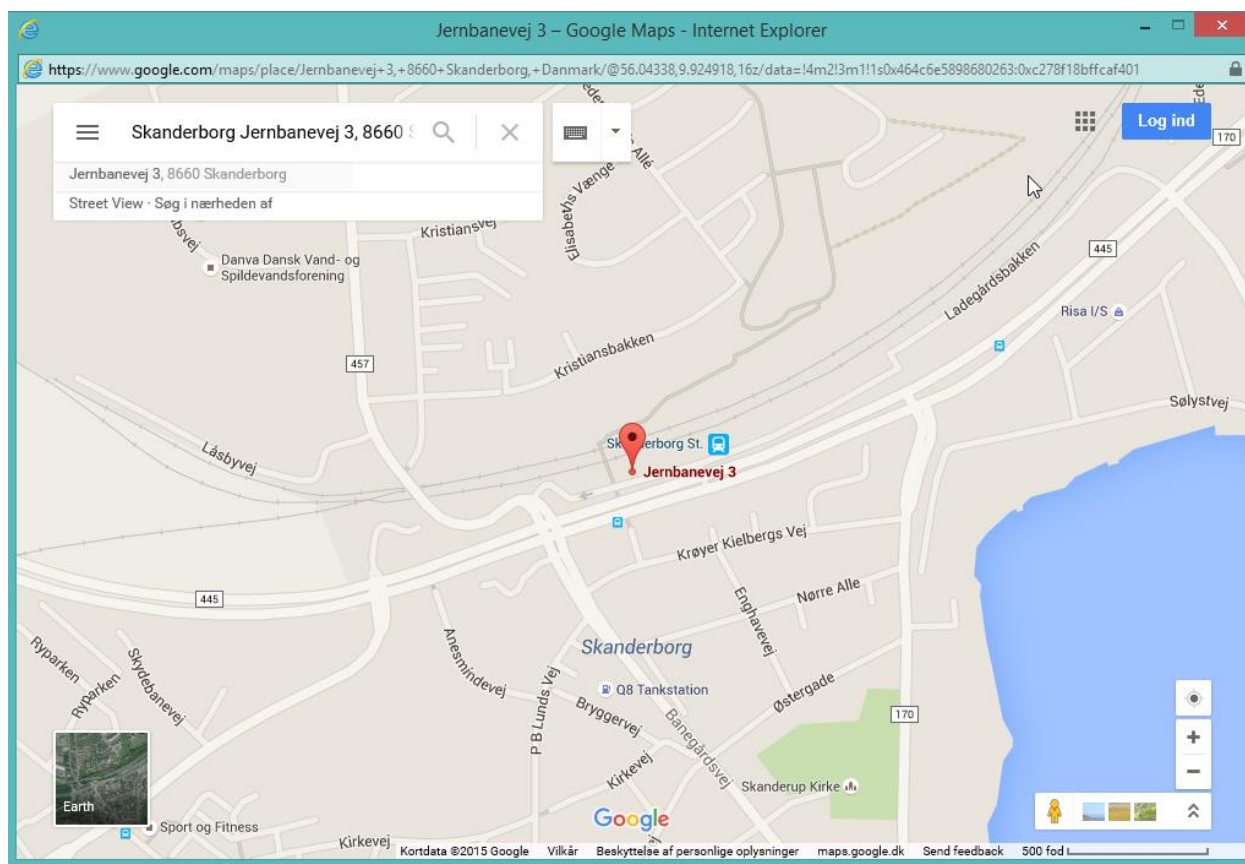 Jernbanevej 3 – Google Maps - Internet Explorer
https://www.google.com/maps/place/Jernbanevej+3,+8660+Skanderborg,+Danmark/@56.04338,9.924918,16z/data=!4m2!3m1!1s0x464c6e5898680263:0xc278f18bffcaf401
Skanderborg Jernbanevej 3, 8660
Log ind
170
Jernbanevej 3, 8660 Skanderborg
Street View · Søg i nærheden af
Elisabeths Vænge
Allé
Kristiansvej
Danva Dansk Vand- og
Spildevandsforening
445
Ladegårdsbakken
Risa I/S
Kristiansbakken
457
Sølystvej
Låsbyvej
Skanderborg St.
Jernbanevej 3
Krøyer Kielbergs Vej
445
Nørre Alle
Enghavevej
Anesmindevej
Skanderborg
Ryparken
Skydebanevej
Ryparken
P B Lunds Vej
Q8 Tankstation
Østergade
Bryggervej
170
Banegårdsvej
Kirkevej
Skanderup Kirke
Earth
Google
Sport og Fitness
Kirkevej
Kortdata ©2015 Google Vilkår Beskyttelse af personlige oplysninger maps.google.dk Send feedback 500 fod